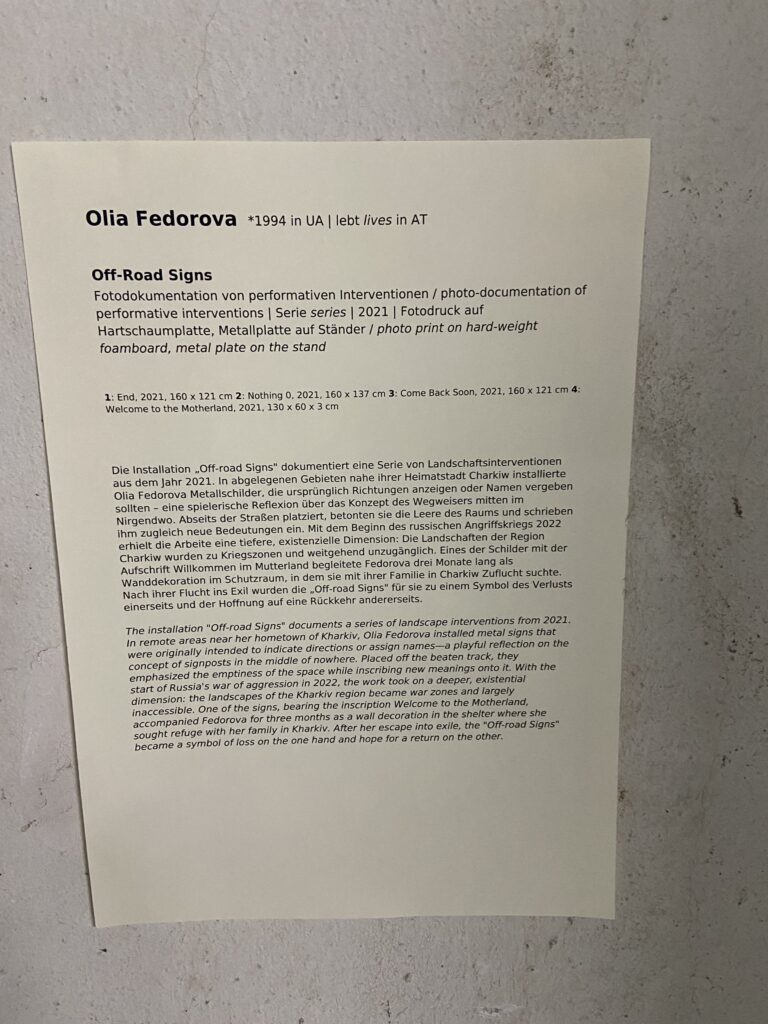 Olia Fedorova *1994 in UA | lebt lives in AT
Off-Road Signs
Fotodokumentation von performativen Interventionen / photo-documentation of
performative interventions | Serie series | 2021 | Fotodruck auf
Hartschaumplatte, Metallplatte auf Ständer / photo print on hard-weight
foamboard, metal plate on the stand
1: End, 2021, 160 x 121 cm 2: Nothing 0, 2021, 160 x 137 cm 3: Come Back Soon, 2021, 160 x 121 cm 4:
Welcome to the Motherland, 2021, 130 x 60 x 3 cm
Die Installation „Off-road Signs" dokumentiert eine Serie von Landschaftsinterventionen
aus dem Jahr 2021. In abgelegenen Gebieten nahe ihrer Heimatstadt Charkiw installierte
Olia Fedorova Metallschilder, die ursprünglich Richtungen anzeigen oder Namen vergeben
sollten – eine spielerische Reflexion über das Konzept des Wegweisers mitten im
Nirgendwo. Abseits der Straßen platziert, betonten sie die Leere des Raums und schrieben
ihm zugleich neue Bedeutungen ein. Mit dem Beginn des russischen Angriffskriegs 2022
erhielt die Arbeite eine tiefere, existenzielle Dimension: Die Landschaften der Region
Charkiw wurden zu Kriegszonen und weitgehend unzugänglich. Eines der Schilder mit der
Aufschrift Willkommen im Mutterland begleitete Fedorova drei Monate lang als
Wanddekoration im Schutzraum, in dem sie mit ihrer Familie in Charkiw Zuflucht suchte.
Nach ihrer Flucht ins Exil wurden die „Off-road Signs" für sie zu einem Symbol des Verlusts
einerseits und der Hoffnung auf eine Rückkehr andererseits.
The installation "Off-road Signs" documents a series of landscape interventions from 2021.
In remote areas near her hometown of Kharkiv, Olia Fedorova installed metal signs that
were originally intended to indicate directions or assign names—a playful reflection on the
concept of signposts in the middle of nowhere. Placed off the beaten track, they
emphasized the emptiness of the space while inscribing new meanings onto it. With the
start of Russia's war of aggression in 2022, the work took on a deeper, existential
dimension: the landscapes of the Kharkiv region became war zones and largely
inaccessible. One of the signs, bearing the inscription Welcome to the Motherland,
accompanied Fedorova for three months as a wall decoration in the shelter where she
sought refuge with her family in Kharkiv. After her escape into exile, the "Off-road Signs"
became a symbol of loss on the one hand and hope for a return on the other.